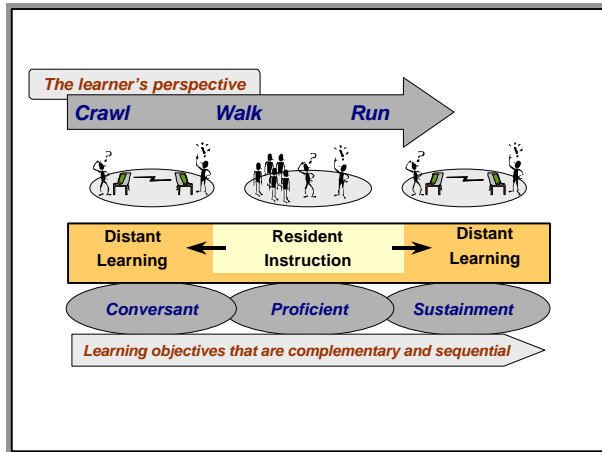 The learner's perspective
Crawl Walk Run
? ? ?
Distant Learning
Resident Instruction
Distant Learning
Conversant Proficient Sustainment
Learning objectives that are complementary and sequential